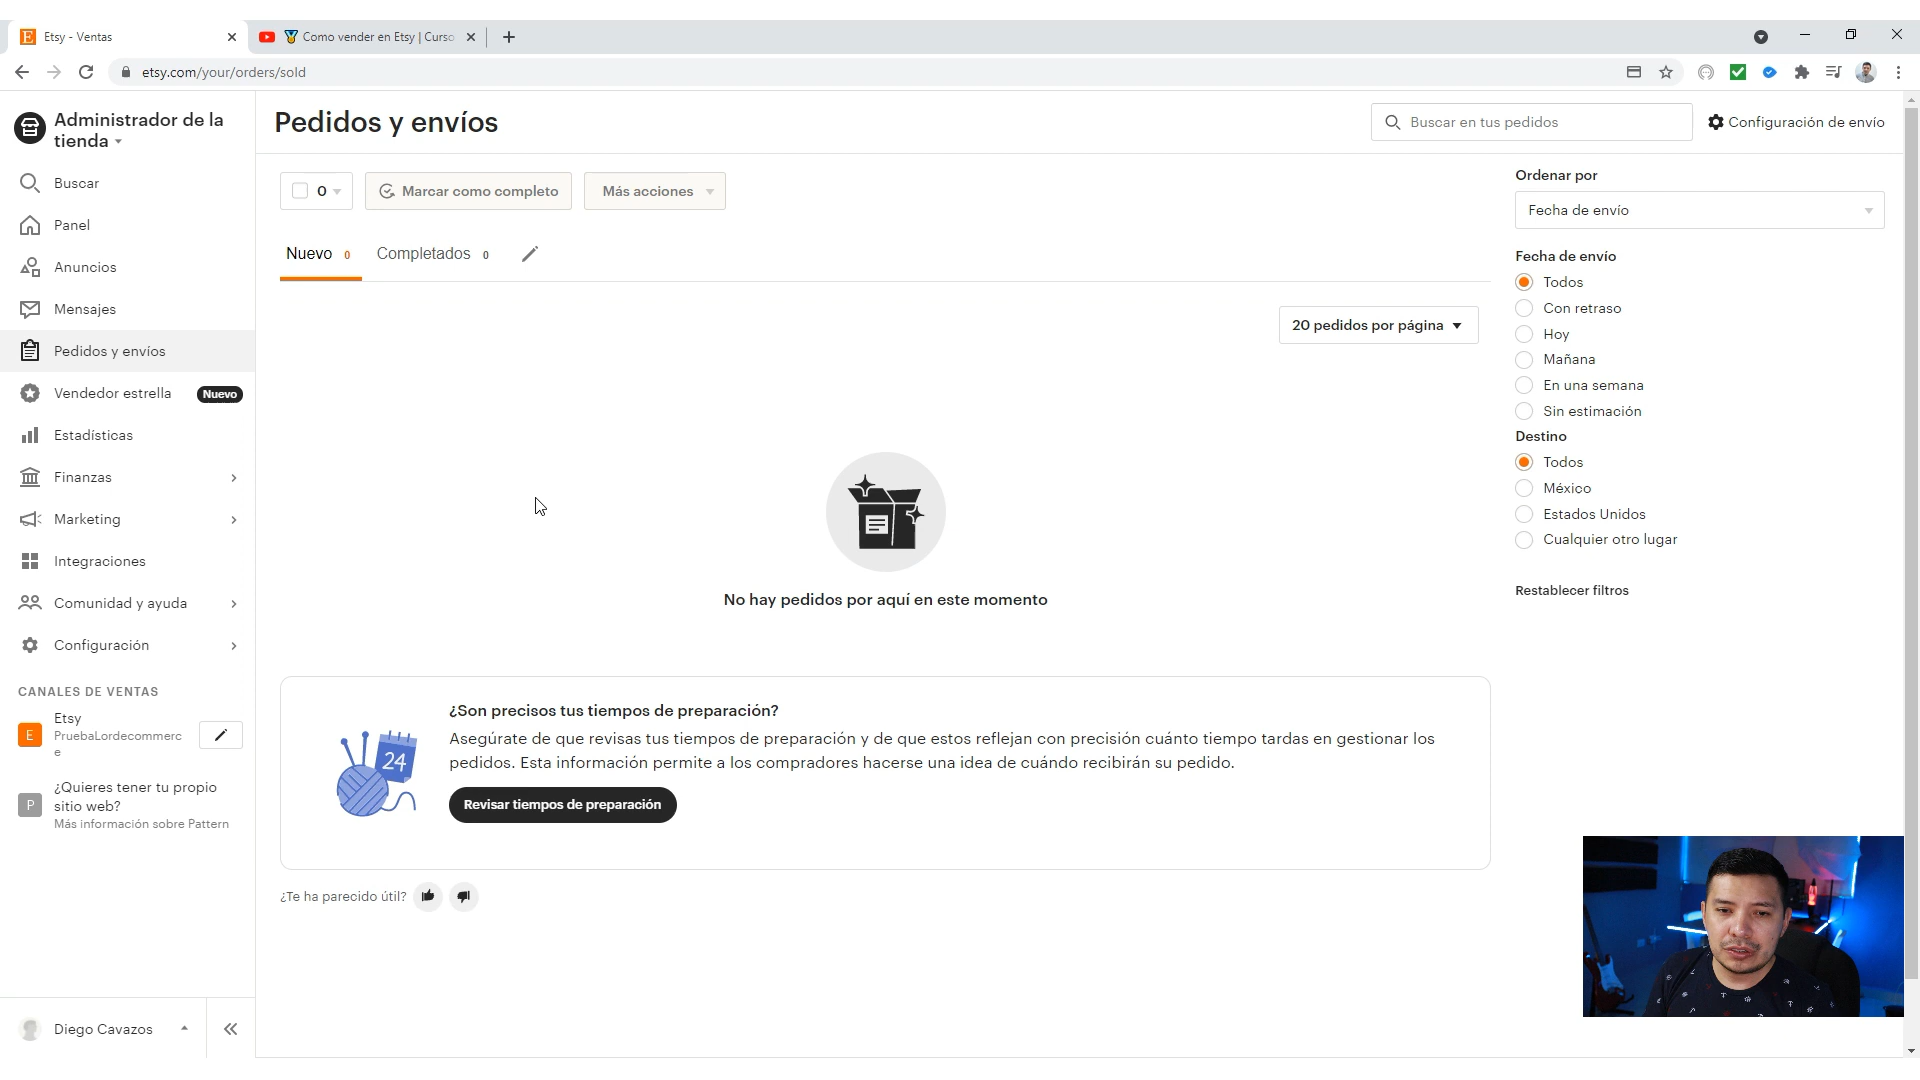 Etsy - Ventas
Como vender en Etsy | Curso
etsy.com/your/orders/sold
Administrador de la
tienda
Buscar
Panel
Anuncios
Mensajes
Pedidos y envíos
Vendedor estrella
Nuevo
Estadísticas
Finanzas
Marketing
Integraciones
Comunidad y ayuda
Configuración
CANALES DE VENTAS
E
Etsy
PruebaLordecommerc
e
P
¿Quieres tener tu propio
sitio web?
Más información sobre Pattern
Diego Cavazos
Pedidos y envíos
Buscar en tus pedidos
Configuración de envío
0
Marcar como completo
Más acciones
Nuevo 0
Completados 0
20 pedidos por página
No hay pedidos por aquí en este momento
24
¿Son precisos tus tiempos de preparación?
Asegúrate de que revisas tus tiempos de preparación y de que estos reflejan con precisión cuánto tiempo tardas en gestionar los
pedidos. Esta información permite a los compradores hacerse una idea de cuándo recibirán su pedido.
Revisar tiempos de preparación
¿Te ha parecido útil?
Ordenar por
Fecha de envío
Fecha de envío
Todos
Con retraso
Hoy
Mañana
En una semana
Sin estimación
Destino
Todos
México
Estados Unidos
Cualquier otro lugar
Restablecer filtros